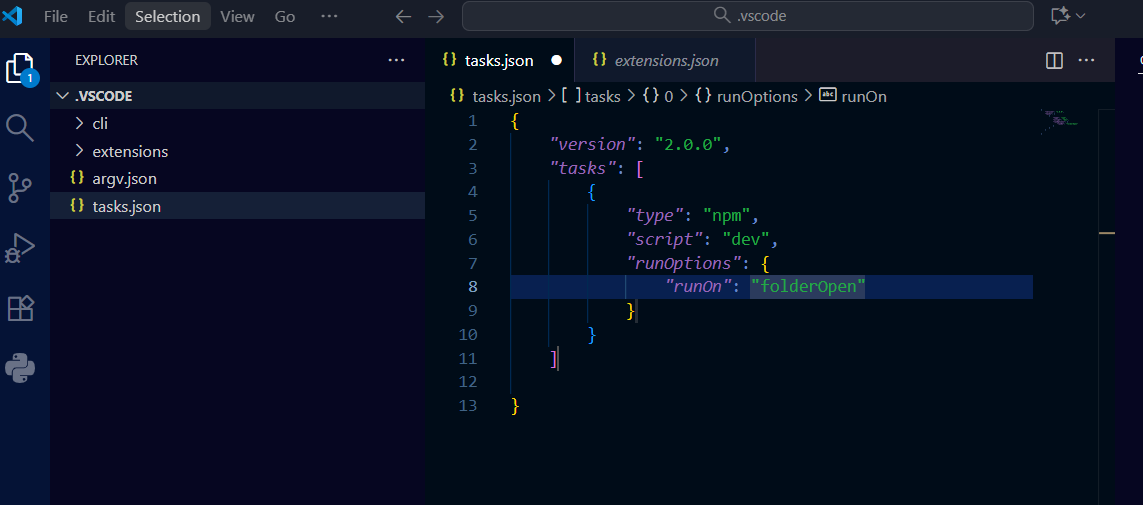 File Edit Selection View Go ··· .vscode
EXPLORER ···
1
.VSCODE
cli
extensions
{} argv.json
{} tasks.json
{} tasks.json ● {} extensions.json ···
{} tasks.json > [ ] tasks > {} 0 > {} runOptions > abc runOn
1 {
2 "version": "2.0.0",
3 "tasks": [
4 {
5 "type": "npm",
6 "script": "dev",
7 "runOptions": {
8 "runOn": "folderOpen"
9 }
10 }
11 ]
12
13 }